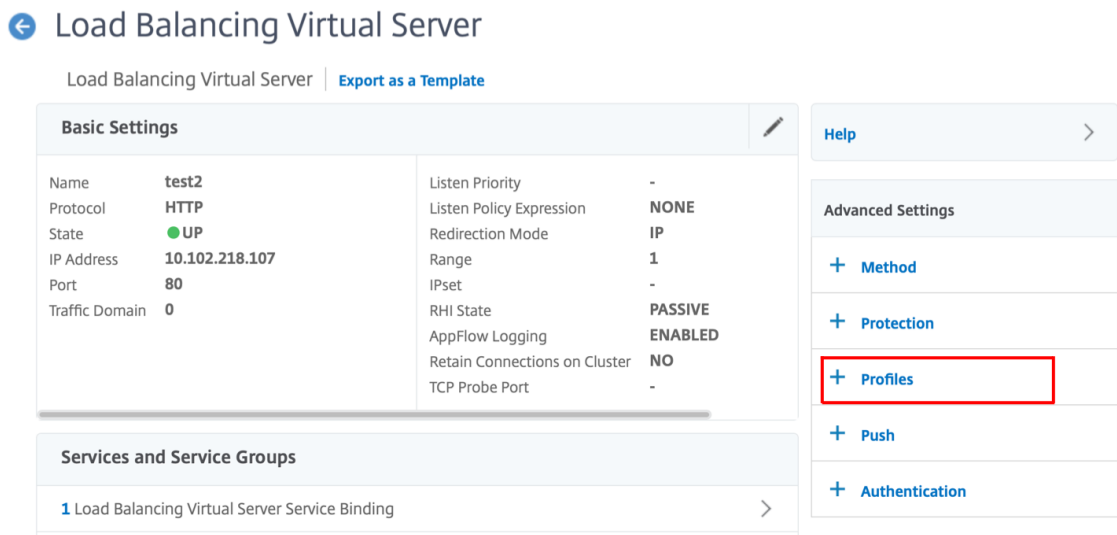 Load Balancing Virtual Server
Load Balancing Virtual Server Export as a Template
Basic Settings
Name test2
Protocol HTTP
State UP
IP Address 10.102.218.107
Port 80
Traffic Domain 0
Listen Priority -
Listen Policy Expression NONE
Redirection Mode IP
Range 1
IPset -
RHI State PASSIVE
AppFlow Logging ENABLED
Retain Connections on Cluster NO
TCP Probe Port -
Services and Service Groups
1 Load Balancing Virtual Server Service Binding
Help
Advanced Settings
+ Method
+ Protection
+ Profiles
+ Push
+ Authentication